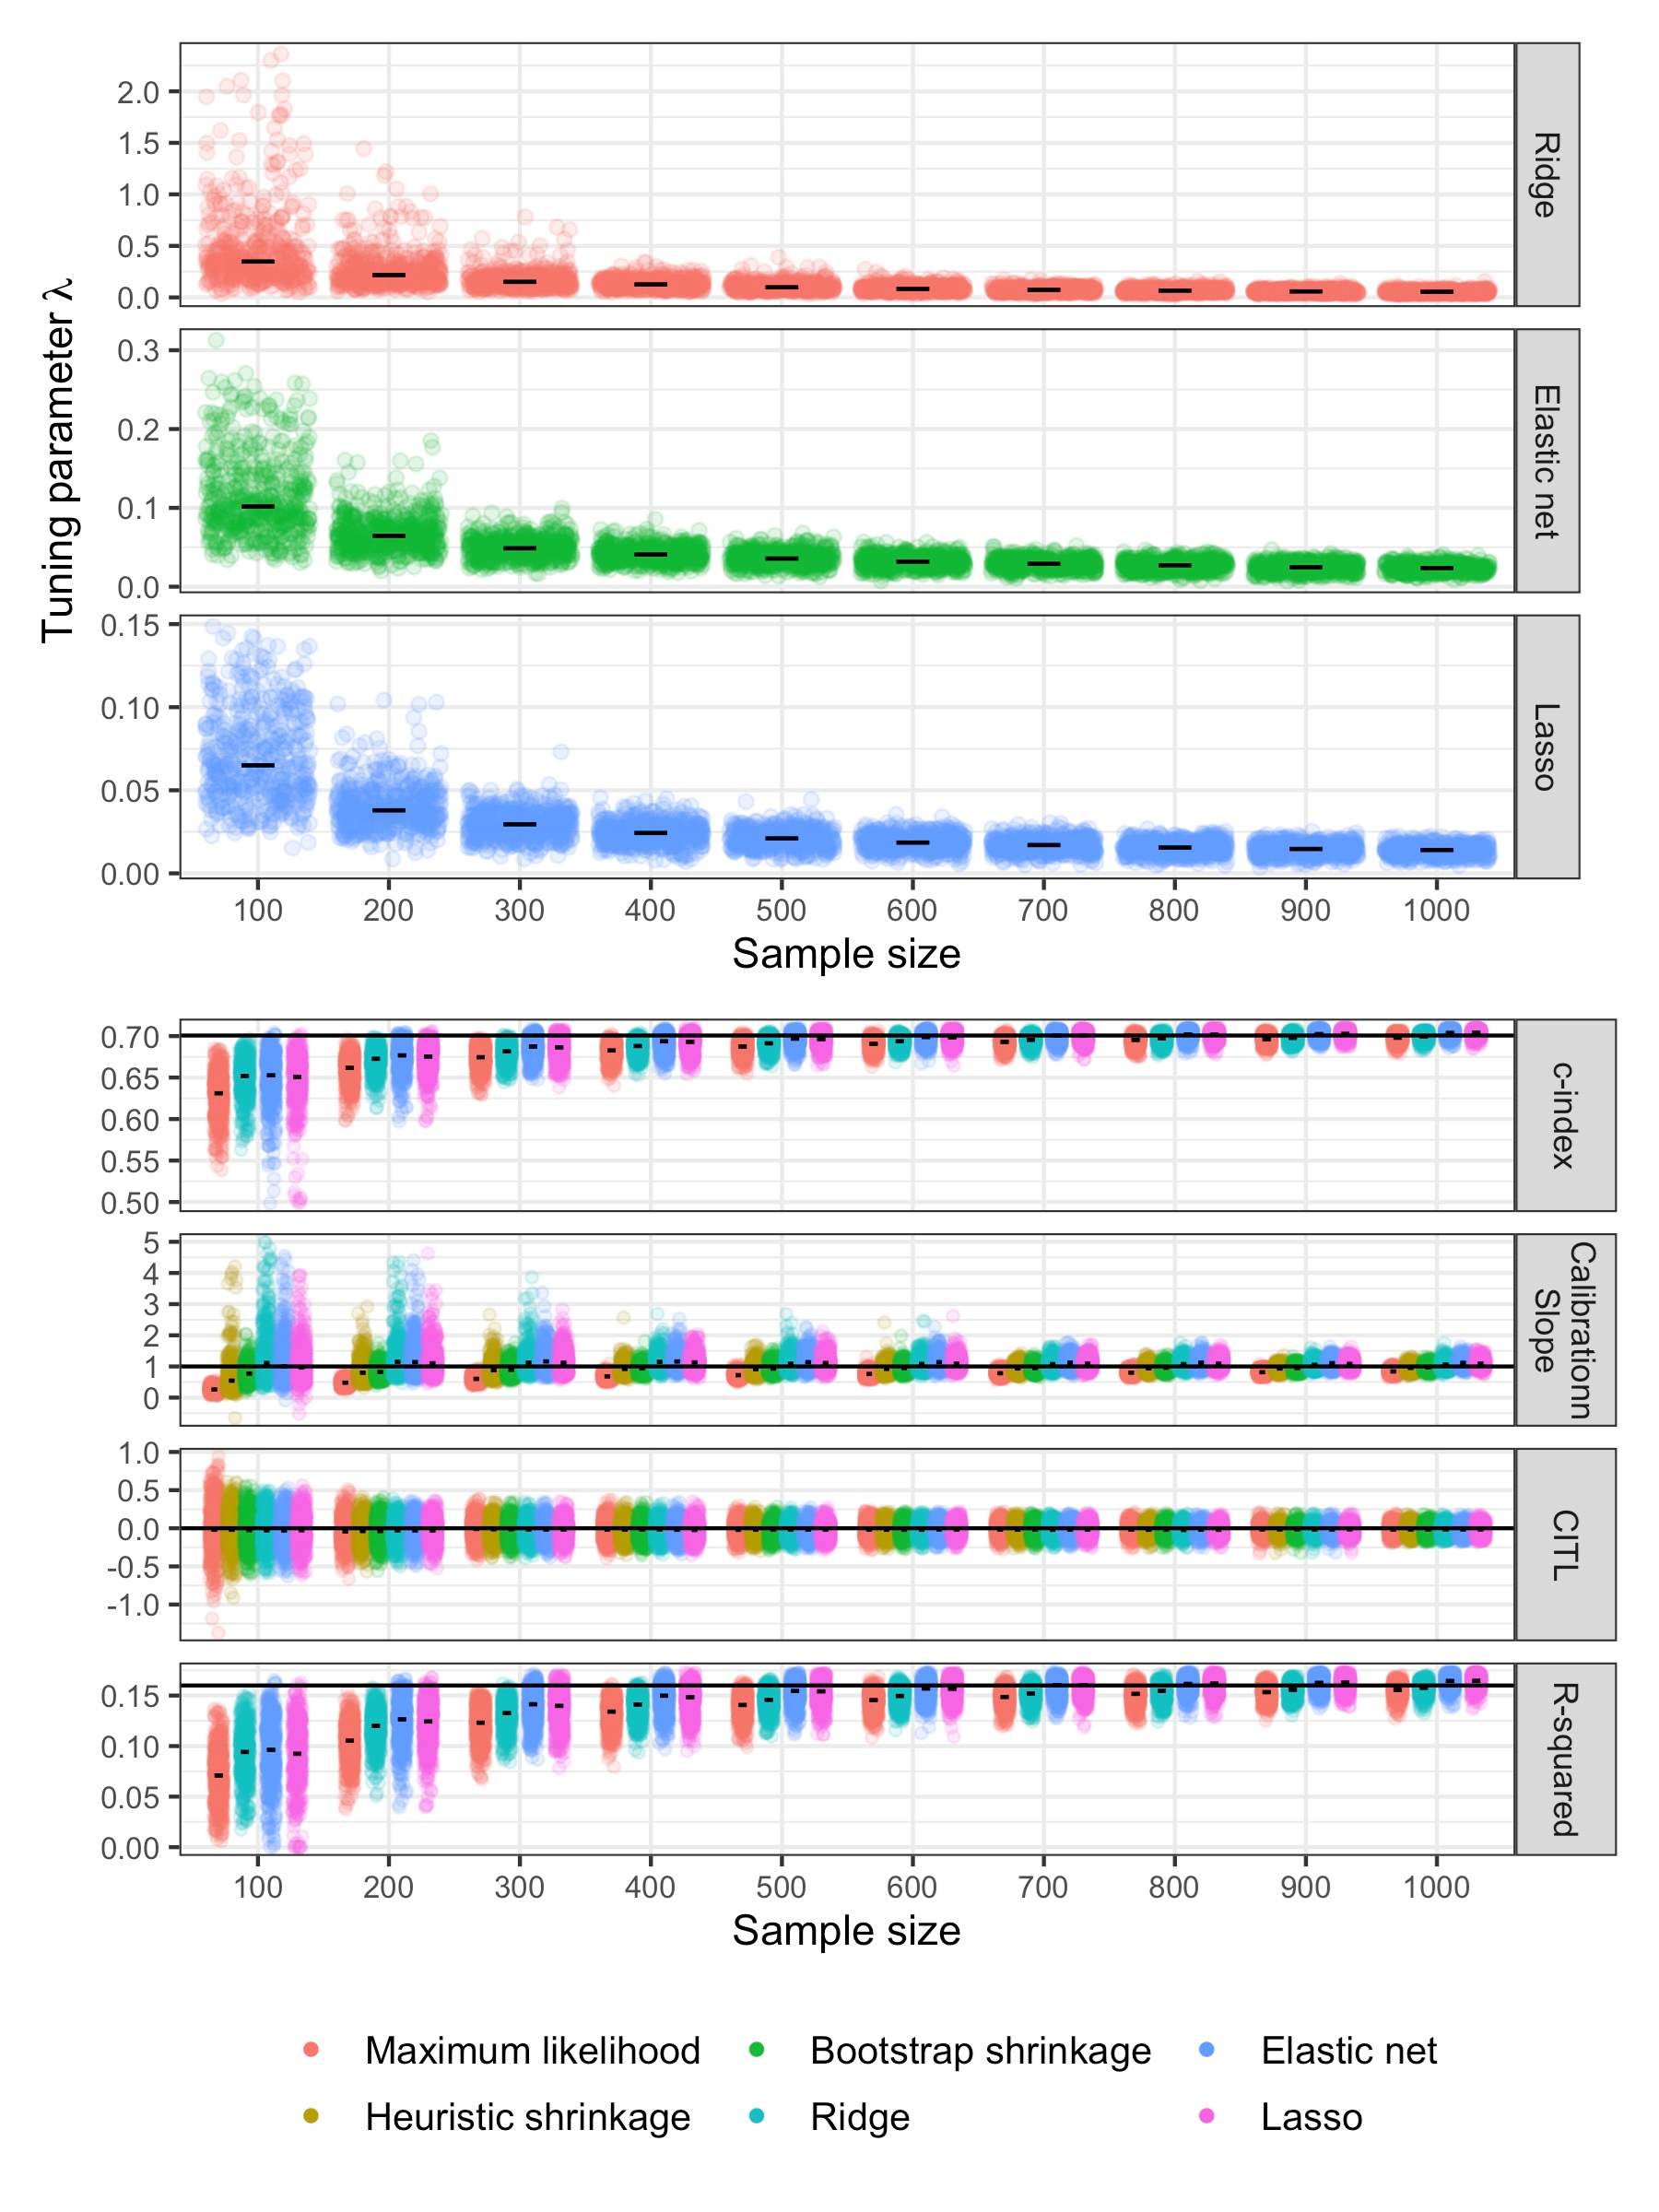 Tuning parameter λ
2.0
1.5
1.0
0.5
0.0
Ridge
0.3
0.2
0.1
0.0
Elastic net
0.15
0.10
0.05
0.00
Lasso
100 200 300 400 500 600 700 800 900 1000
Sample size
0.70
0.65
0.60
0.55
0.50
c-index
5
4
3
2
1
0
Calibrationn
Slope
1.0
0.5
0.0
-0.5
-1.0
CITL
0.15
0.10
0.05
0.00
R-squared
100 200 300 400 500 600 700 800 900 1000
Sample size
Maximum likelihood Bootstrap shrinkage Elastic net
Heuristic shrinkage Ridge Lasso